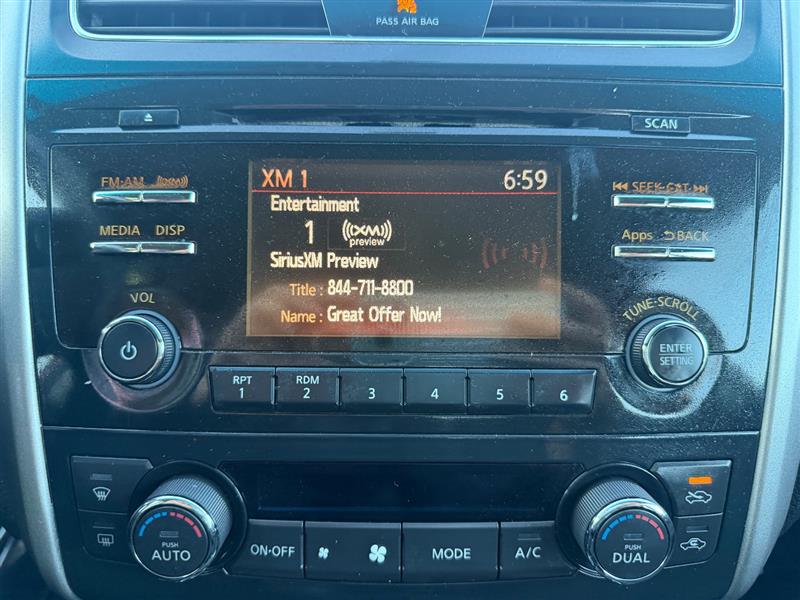 PASS AIR BAG
SCAN
FM·AM (((XM)))
XM 1 6:59
SEEK·CAT
Entertainment
1 (((XM))) preview
MEDIA DISP
Apps BACK
SiriusXM Preview
VOL
Title : 844-711-8800
TUNE·SCROLL
Name : Great Offer Now!
ENTER
SETTING
RPT 1
RDM 2
3
4
5
6
PUSH
AUTO
ON·OFF
MODE
A/C
PUSH
DUAL